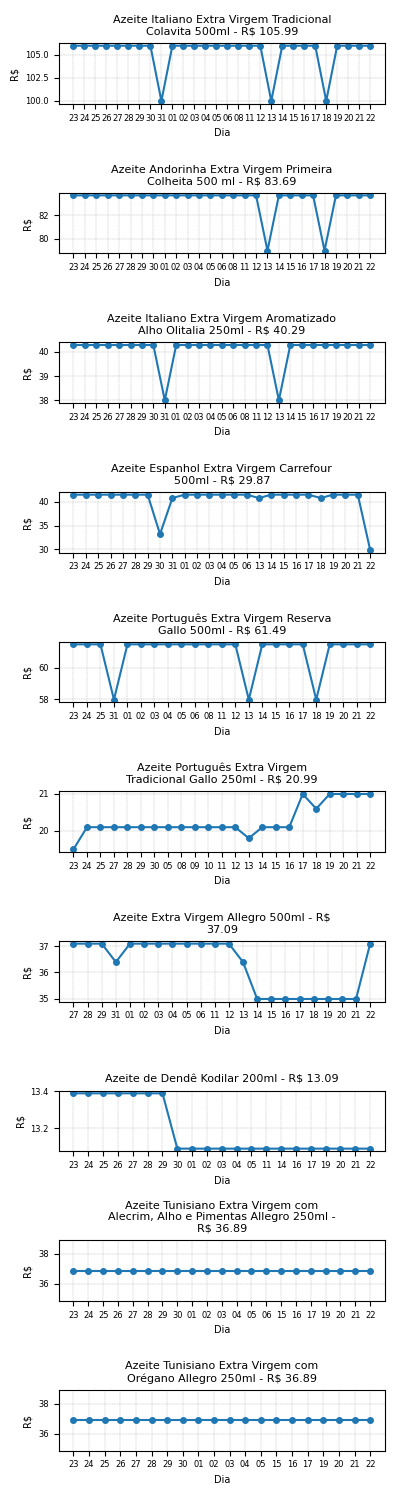 Azeite Italiano Extra Virgem Tradicional
Colavita 500ml - R$ 105.99
105.0
102.5
100.0
R$
23 24 25 26 27 28 29 30 31 01 02 03 04 05 06 08 11 12 13 14 15 16 17 18 19 20 21 22
Dia
Azeite Andorinha Extra Virgem Primeira
Colheita 500 ml - R$ 83.69
82
80
R$
23 24 25 26 27 28 29 30 31 01 02 03 04 05 06 08 11 12 13 14 15 16 17 18 19 20 21 22
Dia
Azeite Italiano Extra Virgem Aromatizado
Alho Olitalia 250ml - R$ 40.29
40
39
38
R$
23 24 25 26 27 28 29 30 31 01 02 03 04 05 06 08 11 12 13 14 15 16 17 18 19 20 21 22
Dia
Azeite Espanhol Extra Virgem Carrefour
500ml - R$ 29.87
40
35
30
R$
23 24 25 26 27 28 29 30 31 01 02 03 04 05 06 13 14 15 16 17 18 19 20 21 22
Dia
Azeite Português Extra Virgem Reserva
Gallo 500ml - R$ 61.49
60
58
R$
23 24 25 31 01 02 03 04 05 06 08 11 12 13 14 16 17 18 19 20 21 22
Dia
Azeite Português Extra Virgem
Tradicional Gallo 250ml - R$ 20.99
21
20
R$
23 24 25 27 01 02 03 05 06 08 09 10 11 12 13 14 15 16 17 18 19 20 22
Dia
Azeite Extra Virgem Allegro 500ml - R$
37.09
37
36
35
R$
27 28 29 31 01 02 03 04 05 06 11 12 13 14 15 16 17 18 19 20 21 22
Dia
Azeite de Dendê Kodilar 200ml - R$ 13.09
13.4
13.2
R$
23 24 25 26 27 28 29 30 01 02 03 04 05 11 14 15 18 19 20 21 22
Dia
Azeite Tunisiano Extra Virgem com
Alecrim, Alho e Pimentas Allegro 250ml -
R$ 36.89
38
36
R$
23 24 25 26 27 28 29 31 01 02 03 04 05 06 15 16 17 18 19 21 22
Dia
Azeite Tunisiano Extra Virgem com
Orégano Allegro 250ml - R$ 36.89
38
36
R$
23 24 25 26 27 28 29 31 01 02 03 04 05 15 16 17 18 19 20 21 22
Dia